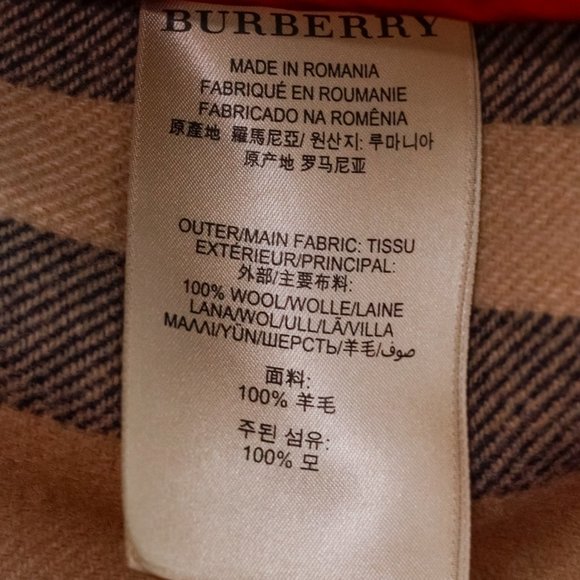 BURBERRY
MADE IN ROMANIA
FABRIQUÉ EN ROUMANIE
FABRICADO NA ROMÊNIA
原產地 羅馬尼亞/ 원산지: 루마니아
原产地 罗马尼亚
OUTER/MAIN FABRIC: TISSU
EXTÉRIEUR/PRINCIPAL:
外部/主要布料:
100% WOOL/WOLLE/LAINE
LANA/WOL/ULL/LÃ/VILLA
ΜΑΛΛΙ/YÜN/ШЕРСТЬ/羊毛/صوف
面料:
100% 羊毛
주된 섬유:
100% 모